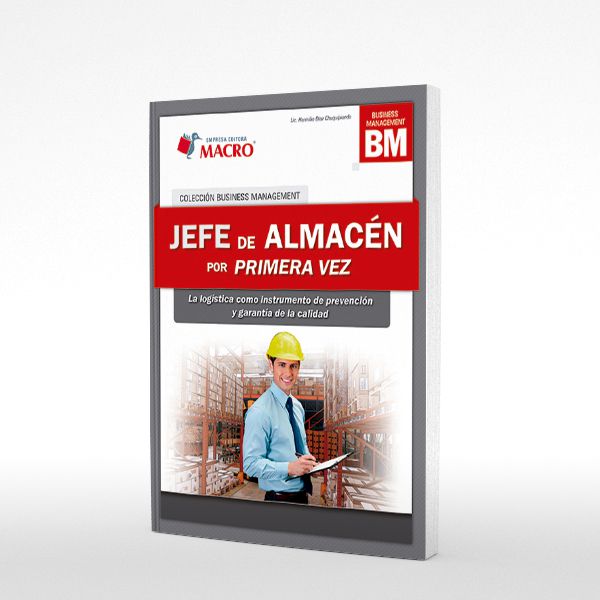 Lic. Hermilio Díaz Chuquipiondo
BUSINESS
MANAGEMENT
BM
EMPRESA EDITORA
MACRO®
COLECCIÓN BUSINESS MANAGEMENT
JEFE DE ALMACÉN
POR PRIMERA VEZ
La logística como instrumento de prevención
y garantía de la calidad